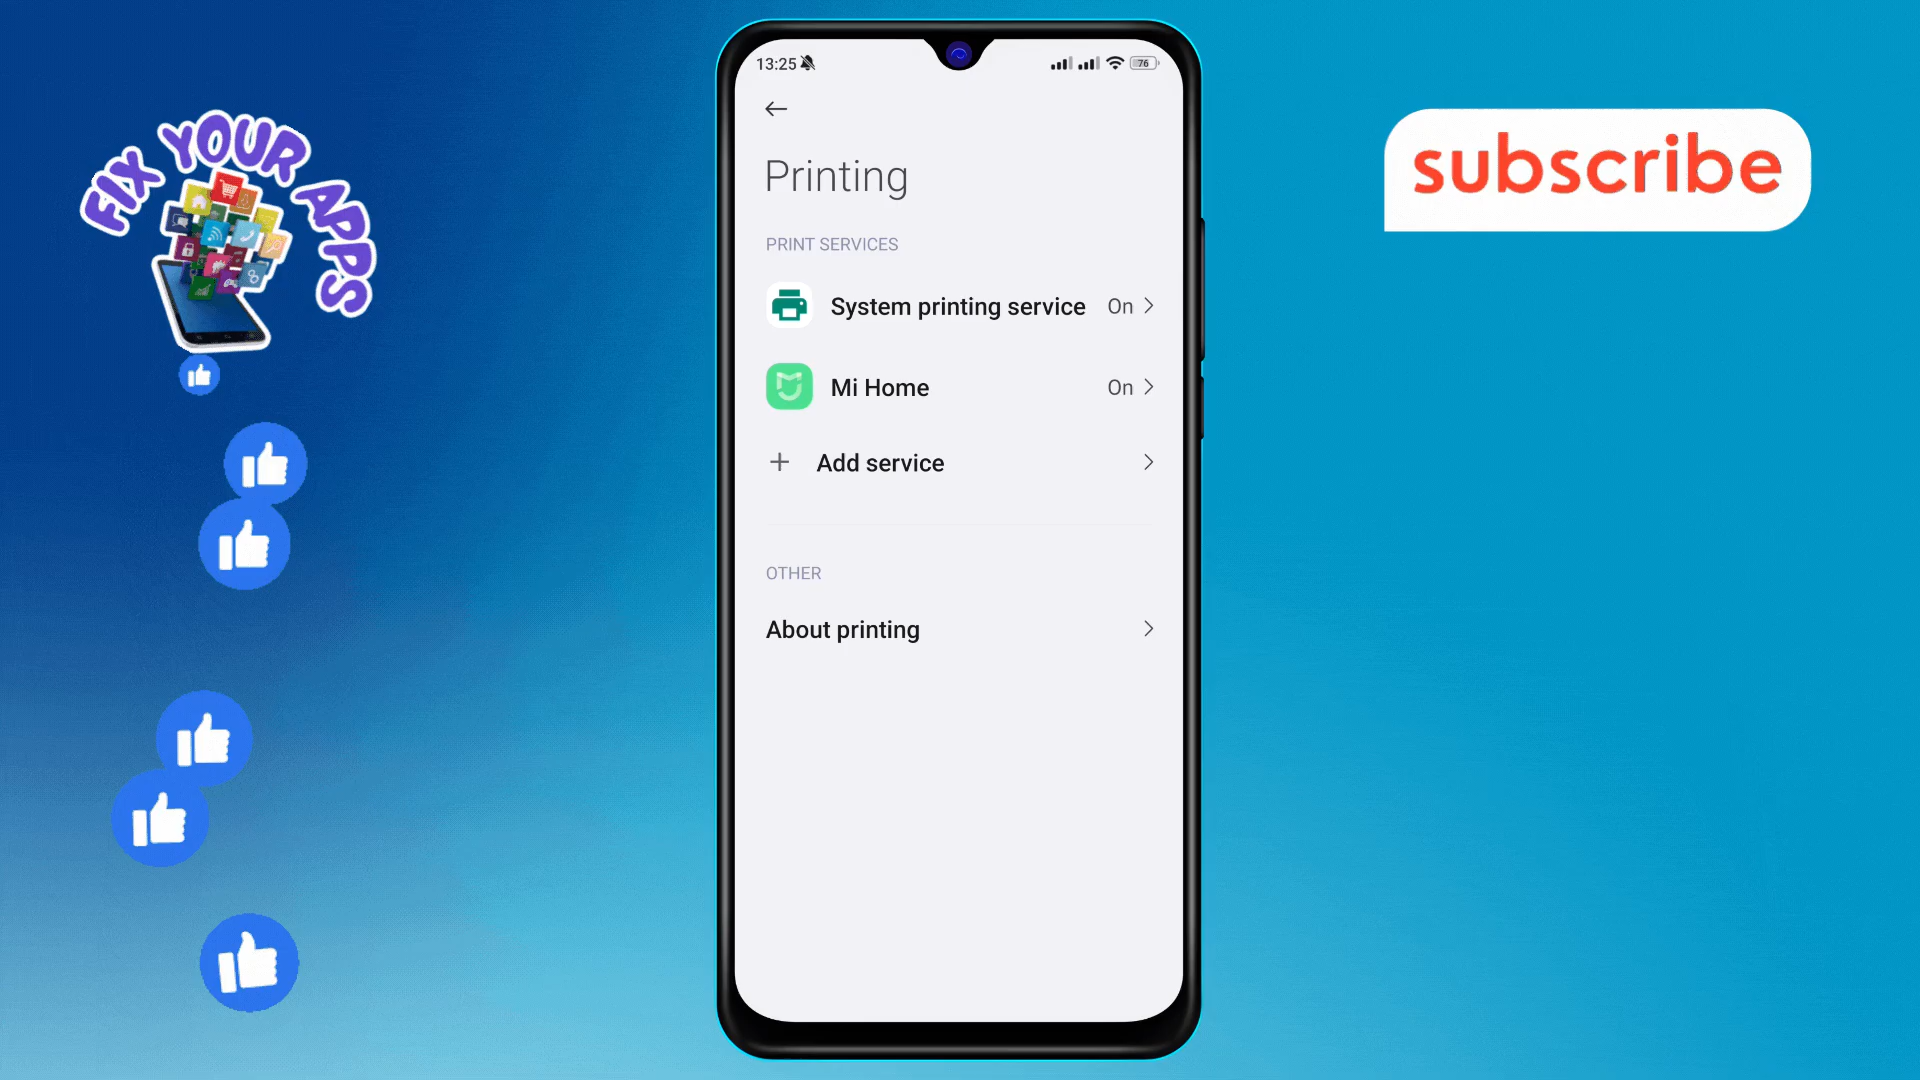 FIX YOUR APPS
subscribe
13:25
76
Printing
PRINT SERVICES
System printing service On
Mi Home On
+ Add service
OTHER
About printing